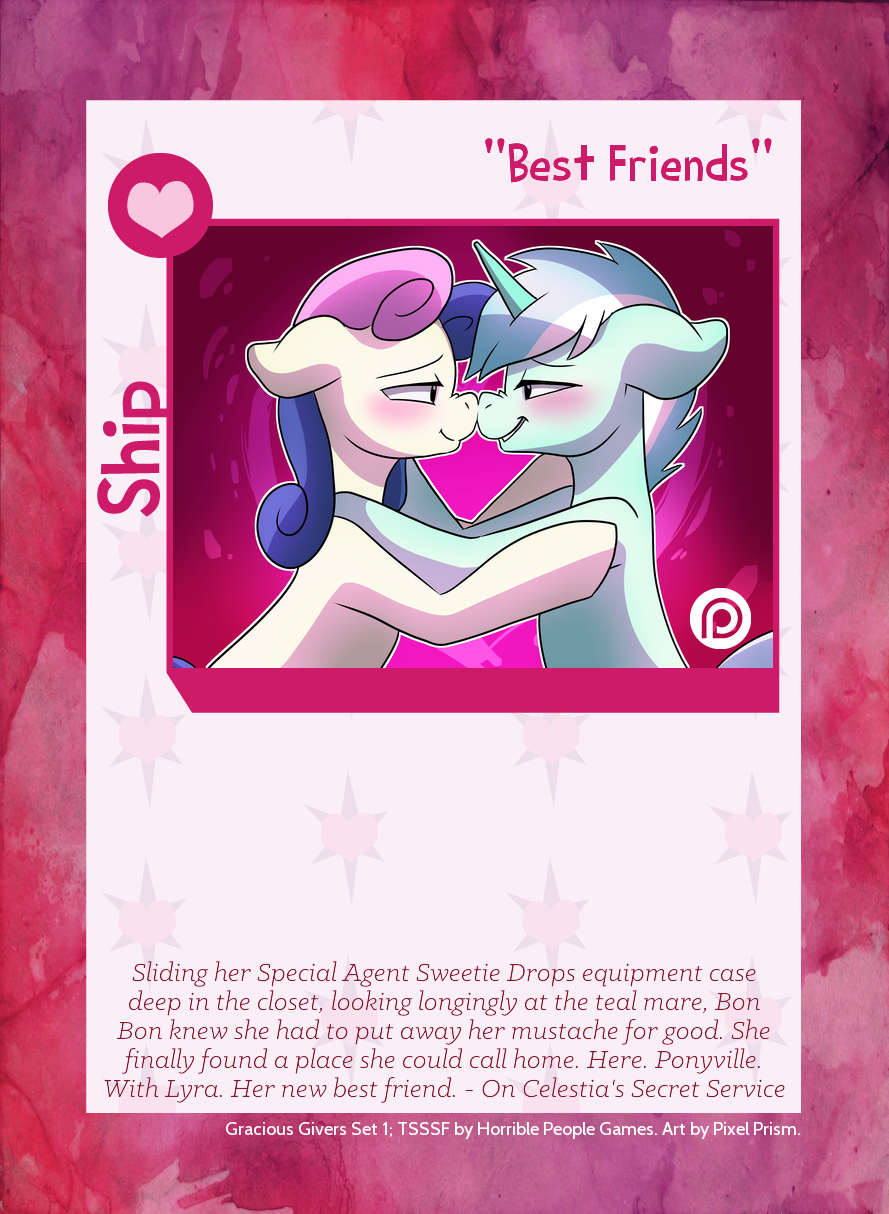 "Best Friends"
Ship
Sliding her Special Agent Sweetie Drops equipment case
deep in the closet, looking longingly at the teal mare, Bon
Bon knew she had to put away her mustache for good. She
finally found a place she could call home. Here. Ponyville.
With Lyra. Her new best friend. - On Celestia's Secret Service
Gracious Givers Set 1; TSSSF by Horrible People Games. Art by Pixel Prism.